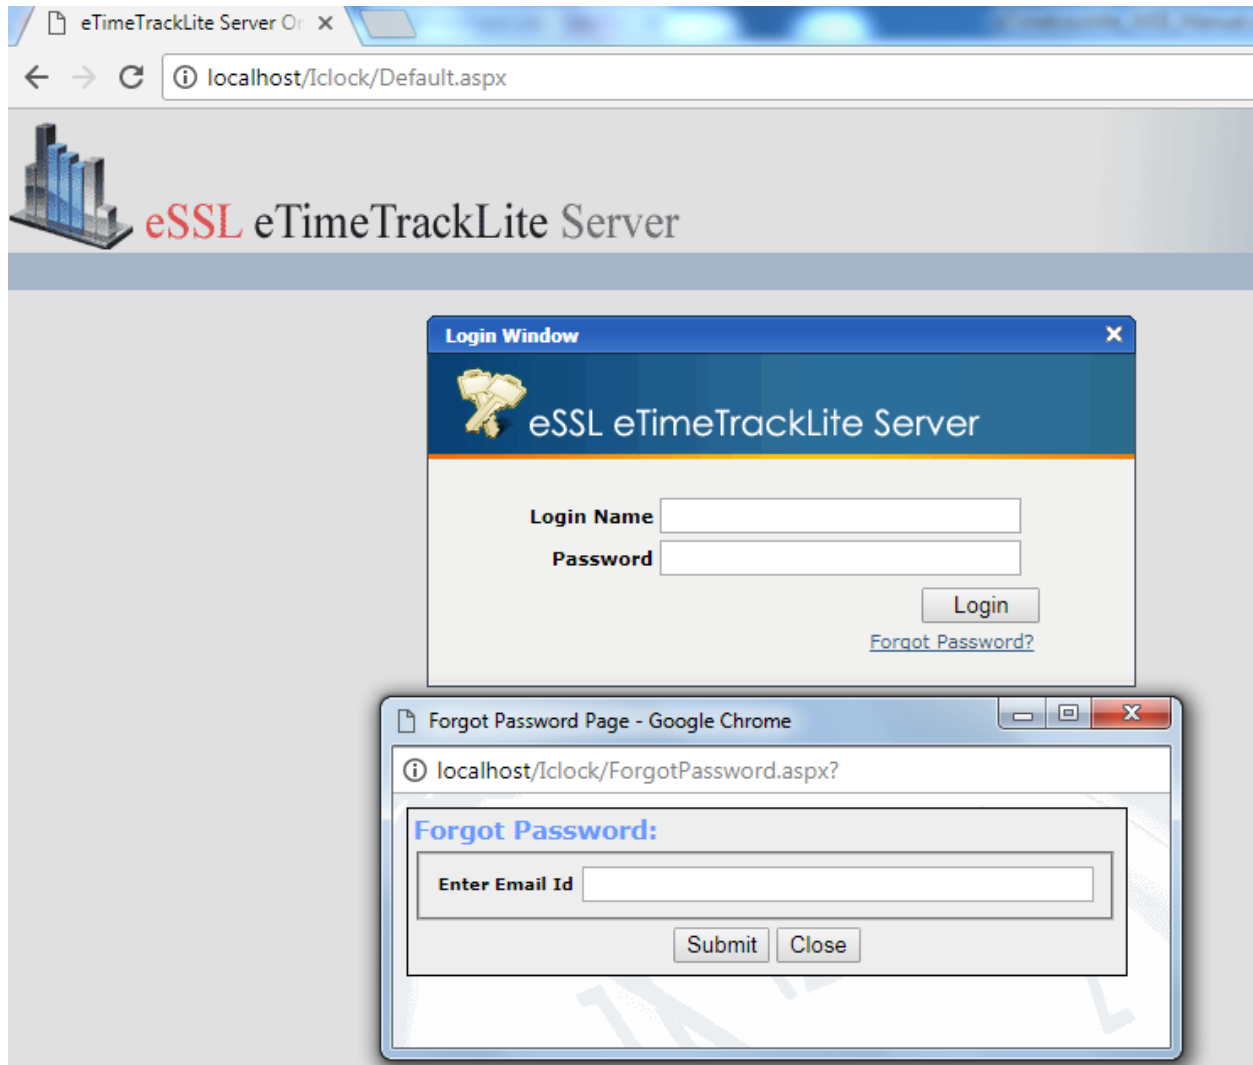 eTimeTrackLite Server Or
localhost/Iclock/Default.aspx
eSSL eTimeTrackLite Server
Login Window
eSSL eTimeTrackLite Server
Login Name
Password
Login
Forgot Password?
Forgot Password Page - Google Chrome
localhost/Iclock/ForgotPassword.aspx?
Forgot Password:
Enter Email Id
Submit Close